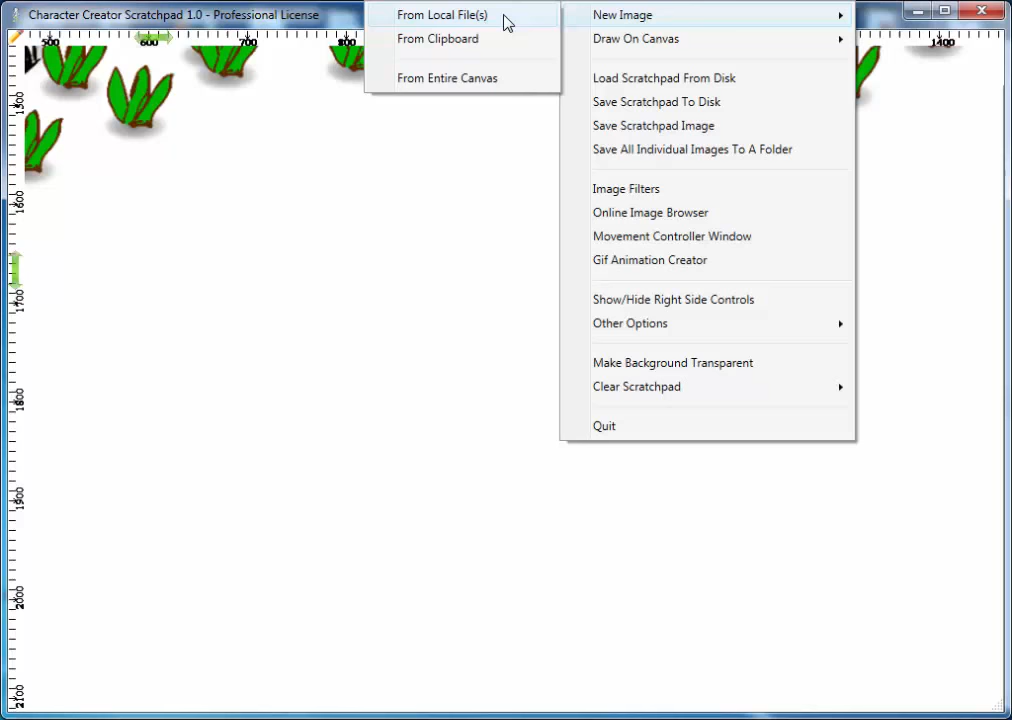 Character Creator Scratchpad 1.0 - Professional License
500 600 700 800 1400
From Local File(s)
From Clipboard
From Entire Canvas
New Image
Draw On Canvas
Load Scratchpad From Disk
Save Scratchpad To Disk
Save Scratchpad Image
Save All Individual Images To A Folder
Image Filters
Online Image Browser
Movement Controller Window
Gif Animation Creator
Show/Hide Right Side Controls
Other Options
Make Background Transparent
Clear Scratchpad
Quit
1500
1600
1700
1800
1900
2000
2100